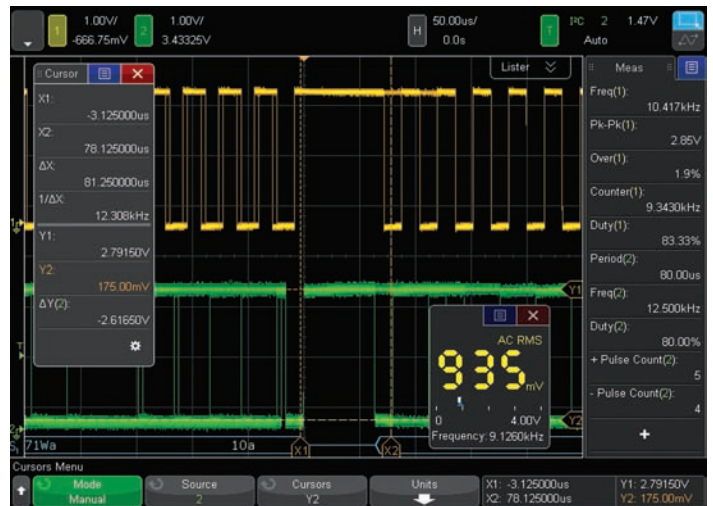 1 1.00V/ 2 1.00V/ H 50.00us/ T I²C 2 1.47V
-666.75mV 3.43325V 0.0s Auto
Cursor
X1:
-3.125000us
X2:
78.125000us
ΔX:
81.250000us
1/ΔX:
12.308kHz
Y1:
2.79150V
Y2:
175.00mV
ΔY(2):
-2.61650V
Lister
Meas
Freq(1):
10.417kHz
Pk-Pk(1):
2.85V
Over(1):
1.9%
Counter(1):
9.3430kHz
Duty(1):
83.33%
Period(2):
80.00us
Freq(2):
12.500kHz
Duty(2):
80.00%
+ Pulse Count(2):
5
- Pulse Count(2):
4
+
Y1
AC RMS
935 mV
0 4.00V
Frequency: 9.1260kHz
Y2
71Wa 10a X1 X2
Cursors Menu
Mode Source Cursors Units X1: -3.125000us Y1: 2.79150V
Manual 2 Y2 X2: 78.125000us Y2: 175.00mV